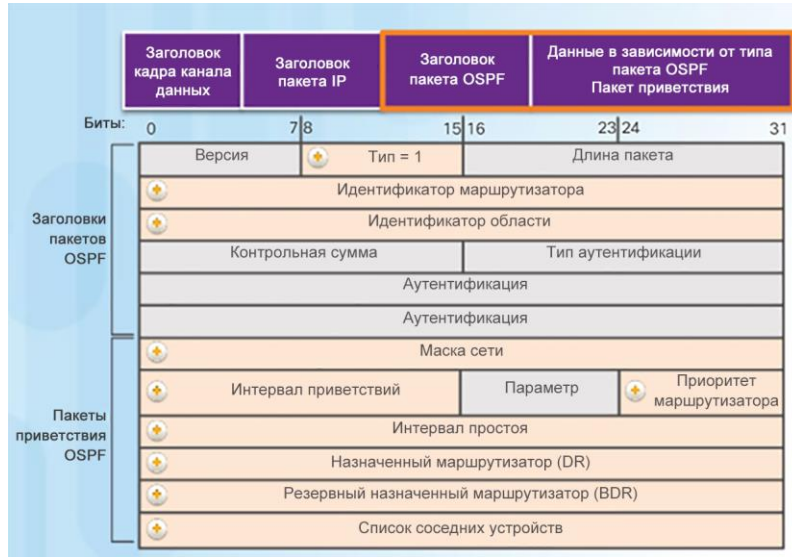 Заголовок
кадра канала
данных
Заголовок
пакета IP
Заголовок
пакета OSPF
Данные в зависимости от типа
пакета OSPF
Пакет приветствия
Биты: 0 7 8 15 16 23 24 31
Заголовки
пакетов
OSPF
Версия Тип = 1 Длина пакета
Идентификатор маршрутизатора
Идентификатор области
Контрольная сумма Тип аутентификации
Аутентификация
Аутентификация
Пакеты
приветствия
OSPF
Маска сети
Интервал приветствий Параметр Приоритет
маршрутизатора
Интервал простоя
Назначенный маршрутизатор (DR)
Резервный назначенный маршрутизатор (BDR)
Список соседних устройств